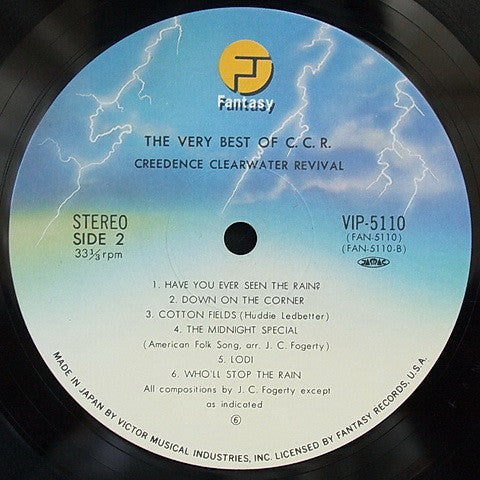 Fantasy
THE VERY BEST OF C. C. R.
CREEDENCE CLEARWATER REVIVAL
STEREO
SIDE 2
33⅓ rpm
VIP-5110
(FAN-5110)
(FAN-5110-B)
JASRAC
1. HAVE YOU EVER SEEN THE RAIN?
2. DOWN ON THE CORNER
3. COTTON FIELDS (Huddie Ledbetter)
4. THE MIDNIGHT SPECIAL
(American Folk Song, arr. J. C. Fogerty)
5. LODI
6. WHO'LL STOP THE RAIN
All compositions by J. C. Fogerty except
as indicated
⑥
MADE IN JAPAN BY VICTOR MUSICAL INDUSTRIES, INC. LICENSED BY FANTASY RECORDS, U.S.A.